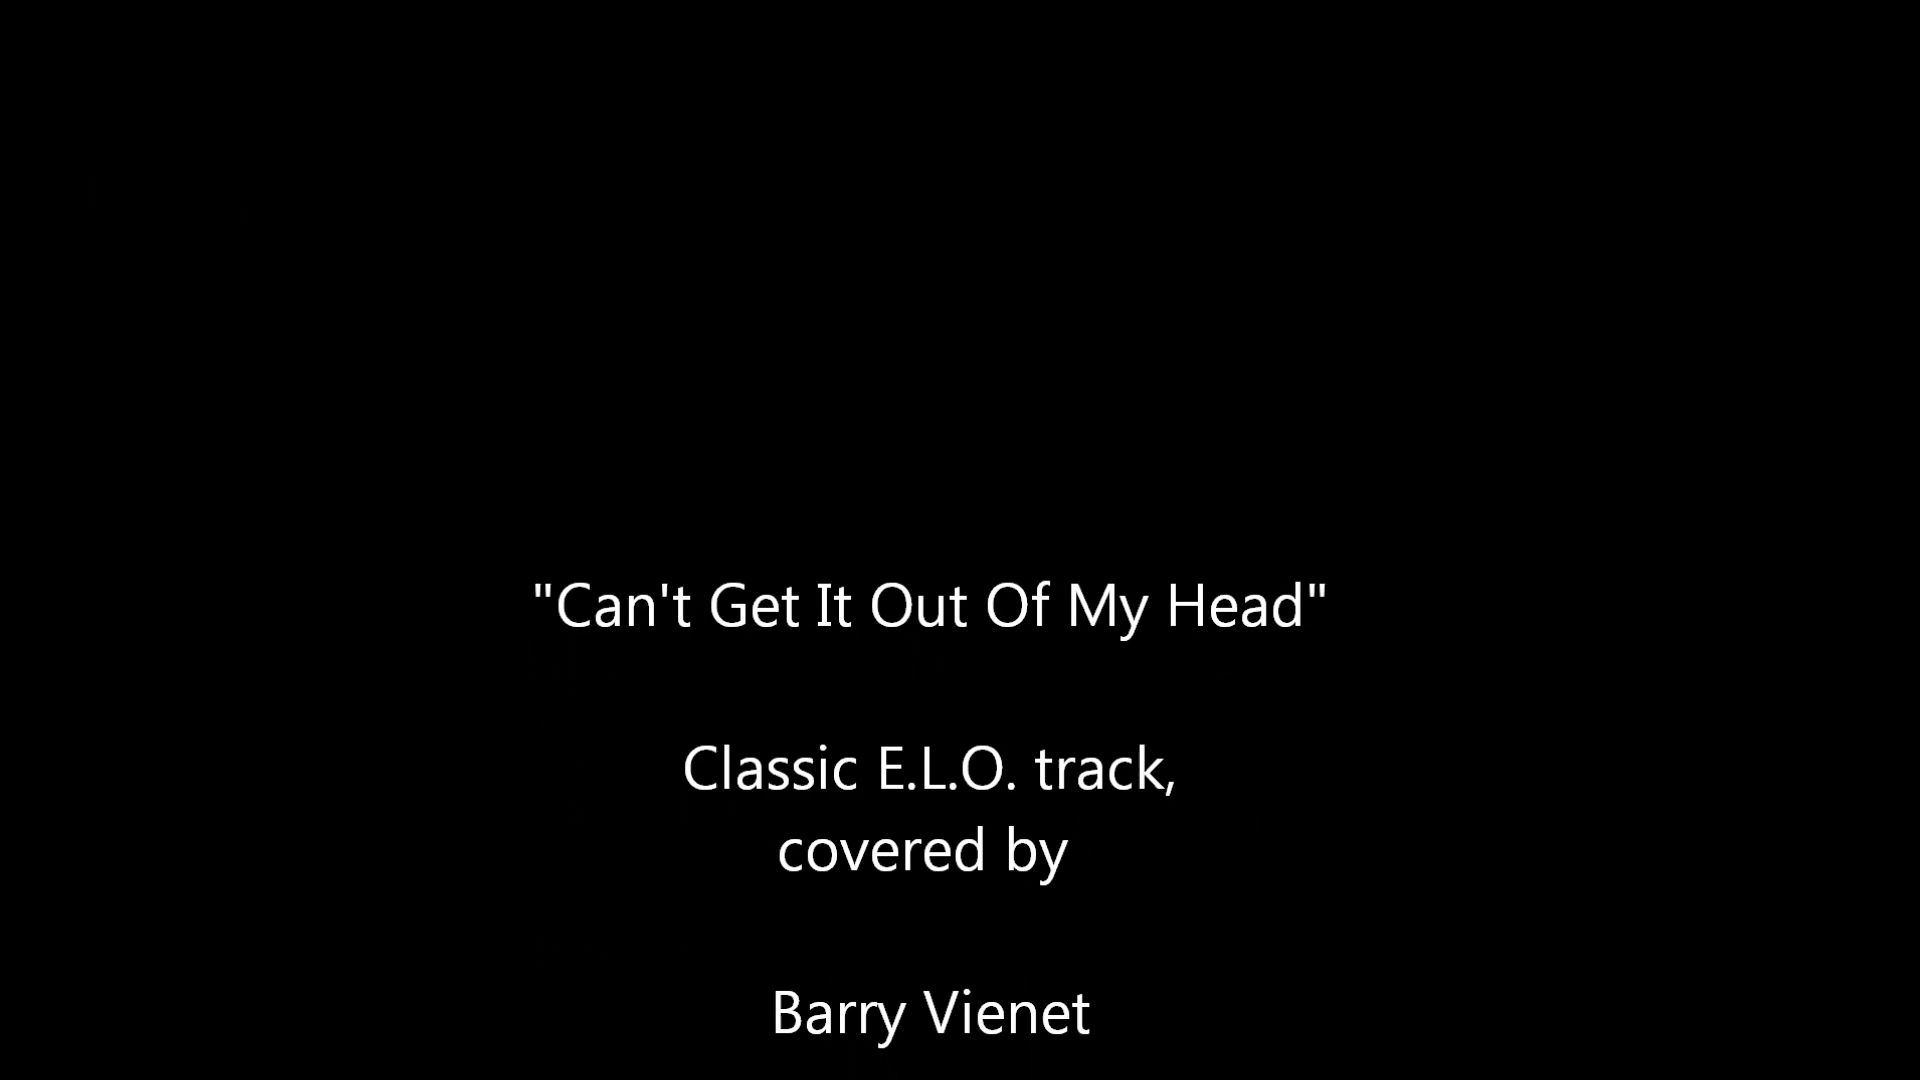 "Can't Get It Out Of My Head"
Classic E.L.O. track,
covered by
Barry Vienet